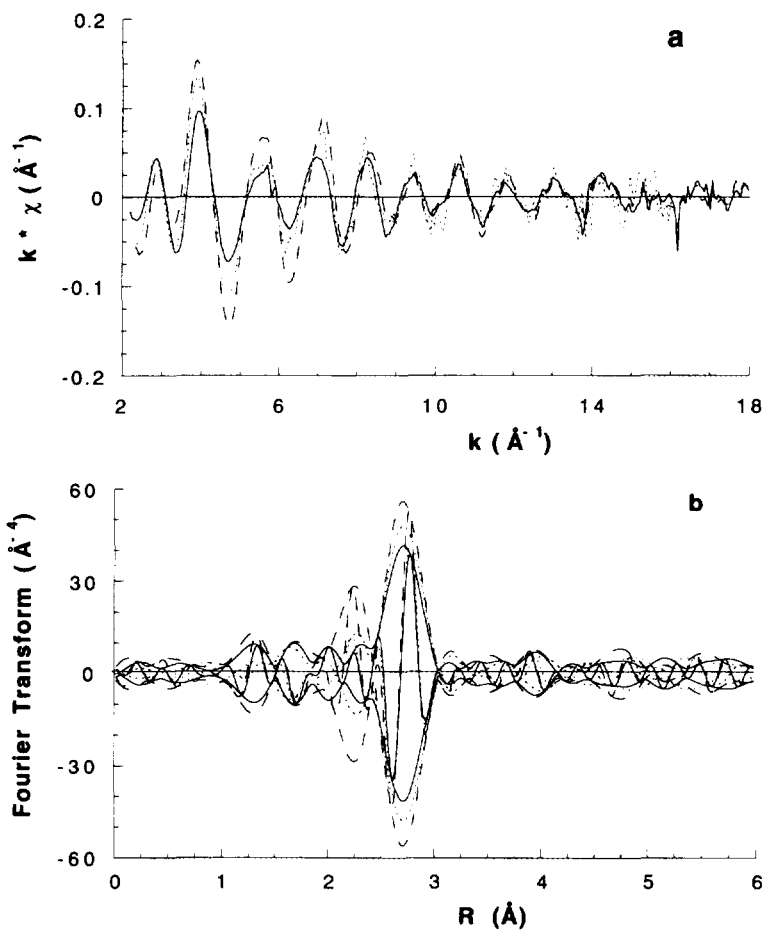 a
0.2
0.1
0
-0.1
-0.2
k * χ (Å⁻¹)
2 6 10 14 18
k (Å⁻¹)
b
60
30
0
-30
-60
Fourier Transform (Å⁻⁴)
0 1 2 3 4 5 6
R (Å)